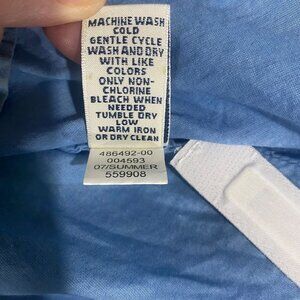 MACHINE WASH
COLD
GENTLE CYCLE
WASH AND DRY
WITH LIKE
COLORS
ONLY NON-
CHLORINE
BLEACH WHEN
NEEDED
TUMBLE DRY
LOW
WARM IRON
OR DRY CLEAN
486492-00
004593
07/SUMMER
559908